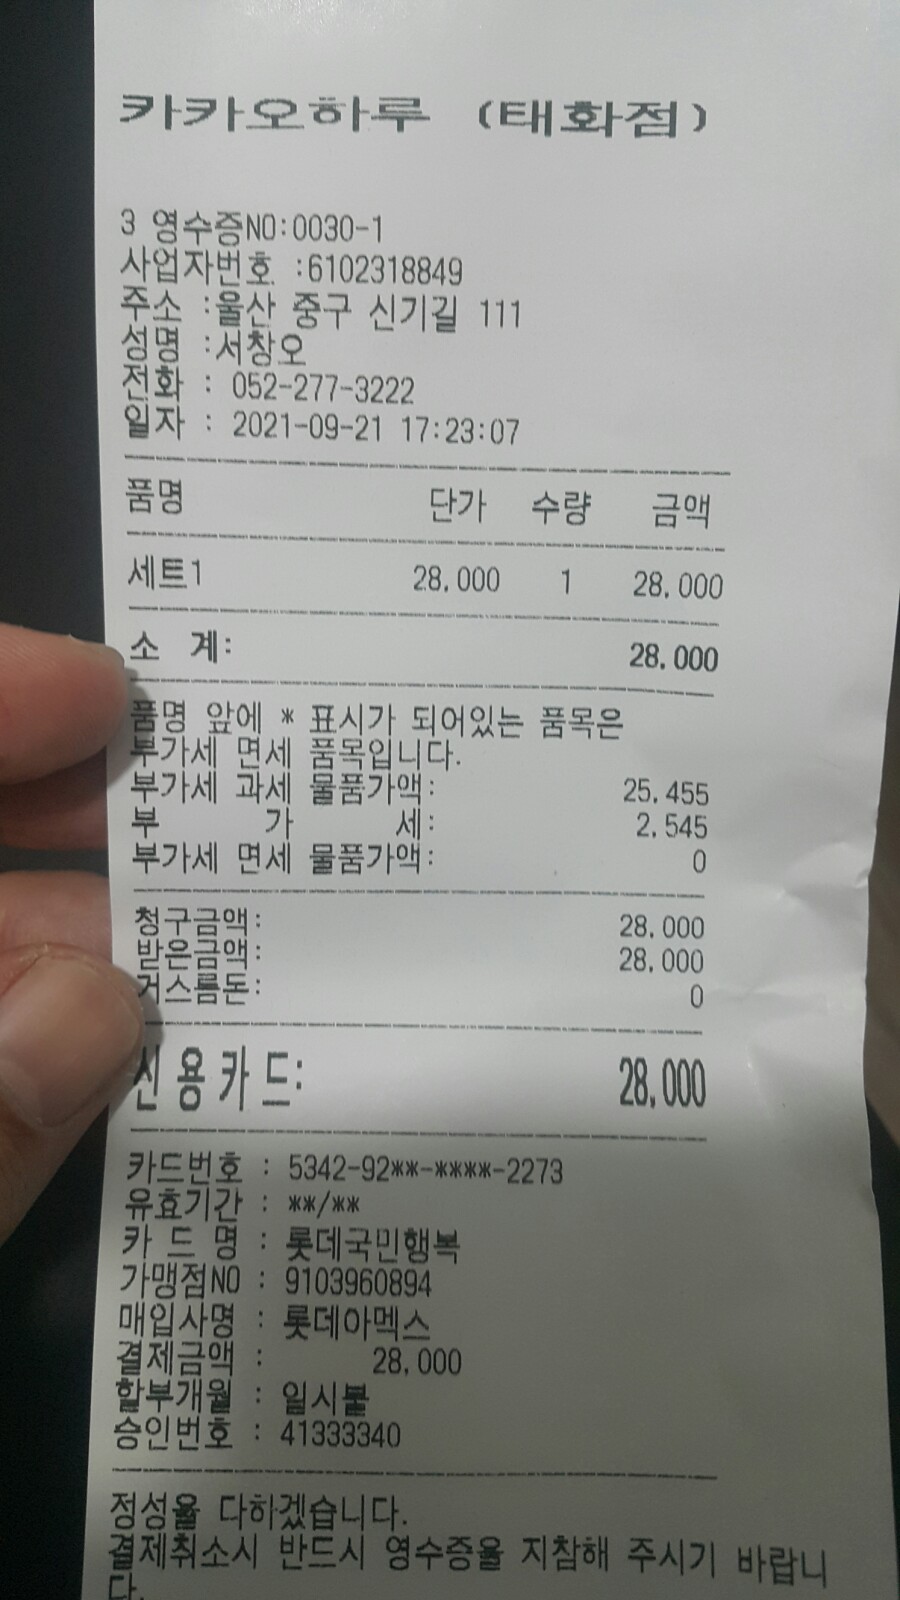 카카오하루 (태화점)
3 영수증NO:0030-1
사업자번호 :6102318849
주소 :울산 중구 신기길 111
성명 :서창오
전화 : 052-277-3222
일자 : 2021-09-21 17:23:07
품명 단가 수량 금액
세트1 28,000 1 28,000
소 계: 28,000
품명 앞에 * 표시가 되어있는 품목은
부가세 면세 품목입니다.
부가세 과세 물품가액: 25,455
부 가 세: 2,545
부가세 면세 물품가액: 0
청구금액: 28,000
받은금액: 28,000
거스름돈: 0
신용카드: 28,000
카드번호 : 5342-92**-****-2273
유효기간 : **/**
카 드 명 : 롯데국민행복
가맹점NO : 9103960894
매입사명 : 롯데아멕스
결제금액 : 28,000
할부개월 : 일시불
승인번호 : 41333340
정성을 다하겠습니다.
결제취소시 반드시 영수증을 지참해 주시기 바랍니
다.